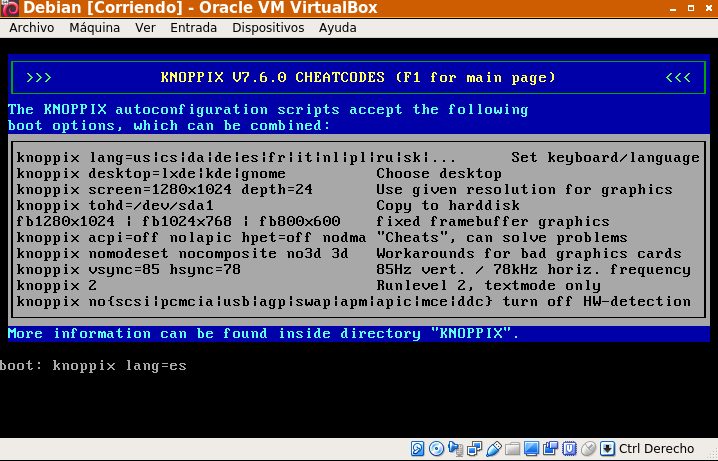 Debian [Corriendo] - Oracle VM VirtualBox
Archivo Máquina Ver Entrada Dispositivos Ayuda
>>> KNOPPIX V7.6.0 CHEATCODES (F1 for main page) <<<
The KNOPPIX autoconfiguration scripts accept the following
boot options, which can be combined:
knoppix lang=us¦cs¦da¦de¦es¦fr¦it¦nl¦pl¦ru¦sk¦... Set keyboard/language
knoppix desktop=lxde¦kde¦gnome Choose desktop
knoppix screen=1280x1024 depth=24 Use given resolution for graphics
knoppix tohd=/dev/sda1 Copy to harddisk
fb1280x1024 ¦ fb1024x768 ¦ fb800x600 fixed framebuffer graphics
knoppix acpi=off nolapic hpet=off nodma "Cheats", can solve problems
knoppix nomodeset nocomposite no3d 3d Workarounds for bad graphics cards
knoppix vsync=85 hsync=78 85Hz vert. / 78kHz horiz. frequency
knoppix 2 Runlevel 2, textmode only
knoppix no{scsi¦pcmcia¦usb¦agp¦swap¦apm¦apic¦mce¦ddc} turn off HW-detection
More information can be found inside directory "KNOPPIX".
boot: knoppix lang=es
Ctrl Derecho